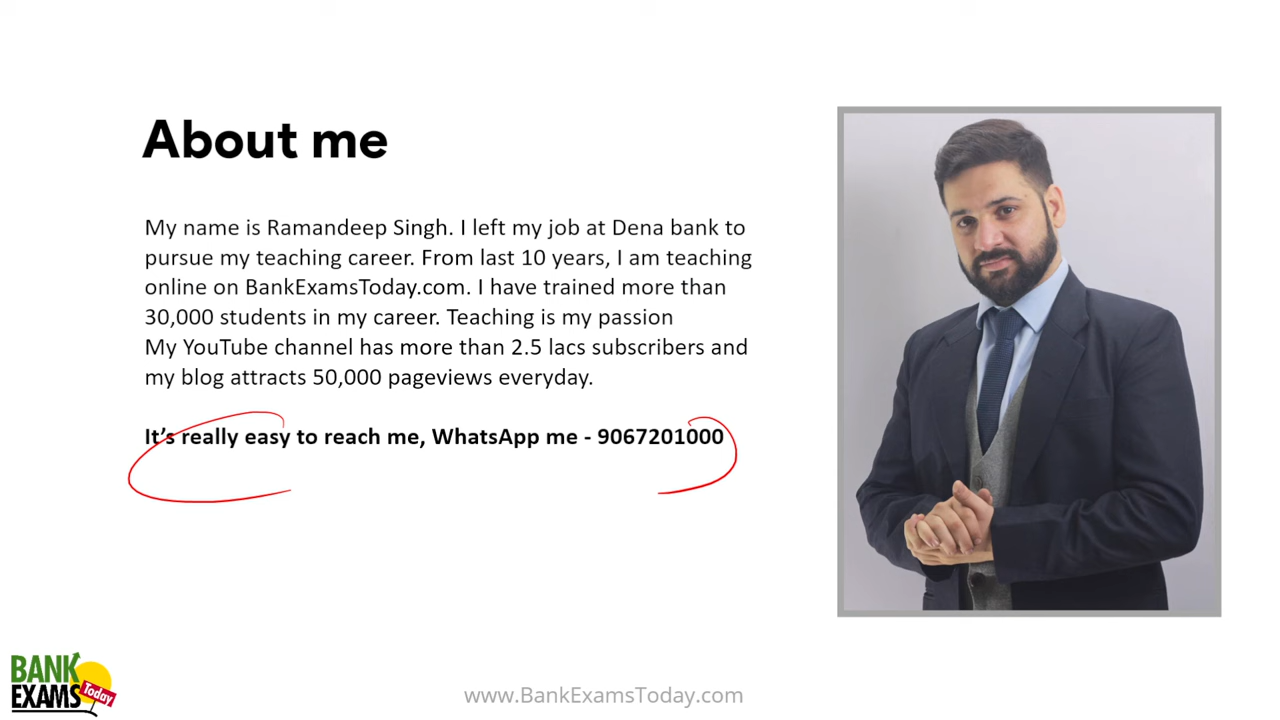 About me
My name is Ramandeep Singh. I left my job at Dena bank to
pursue my teaching career. From last 10 years, I am teaching
online on BankExamsToday.com. I have trained more than
30,000 students in my career. Teaching is my passion
My YouTube channel has more than 2.5 lacs subscribers and
my blog attracts 50,000 pageviews everyday.
It's really easy to reach me, WhatsApp me - 9067201000
BANK
EXAMS
Today
www.BankExamsToday.com